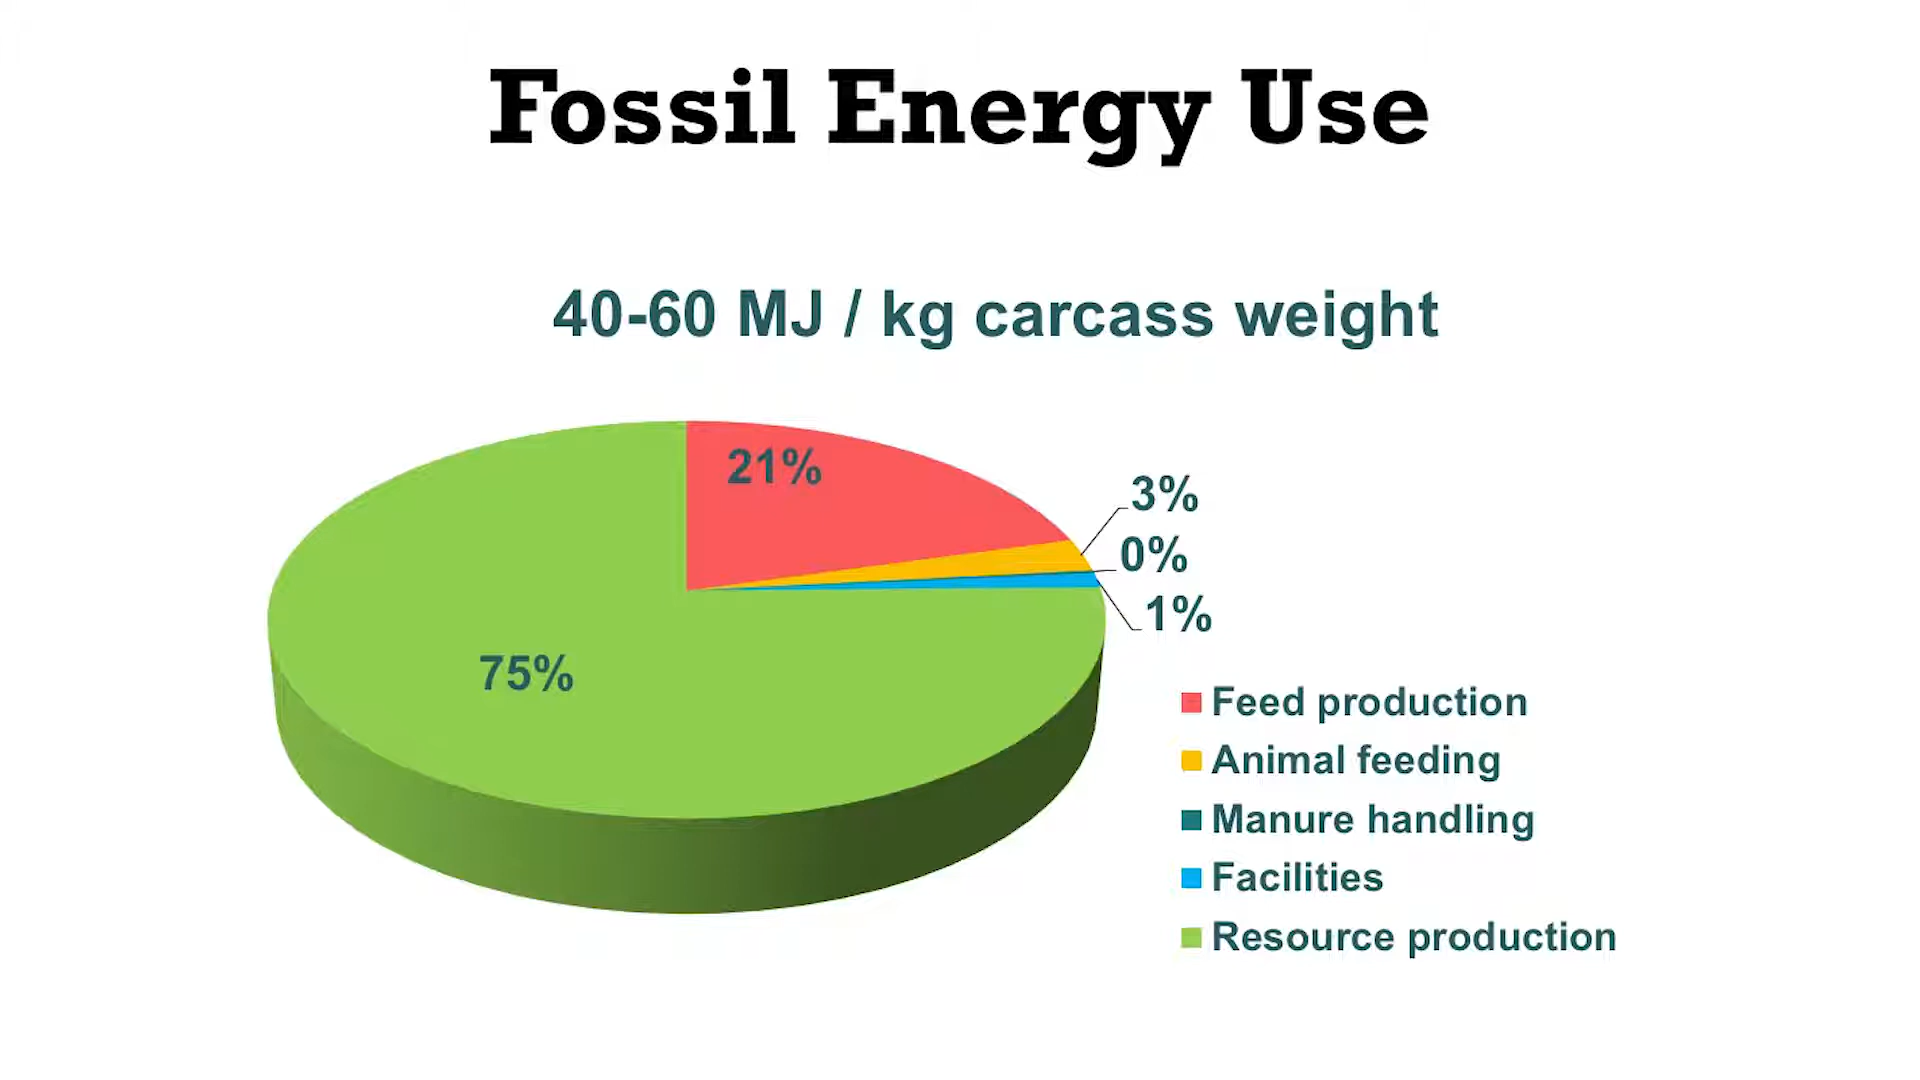 Fossil Energy Use
40-60 MJ / kg carcass weight
21%
3%
0%
1%
75%
Feed production
Animal feeding
Manure handling
Facilities
Resource production